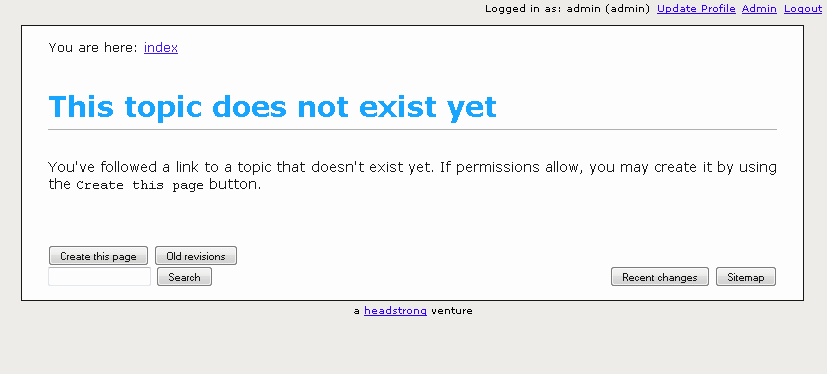 Logged in as: admin (admin) Update Profile Admin Logout
You are here: index
This topic does not exist yet
You've followed a link to a topic that doesn't exist yet. If permissions allow, you may create it by using
the Create this page button.
Create this page Old revisions
Search Recent changes Sitemap
a headstrong venture